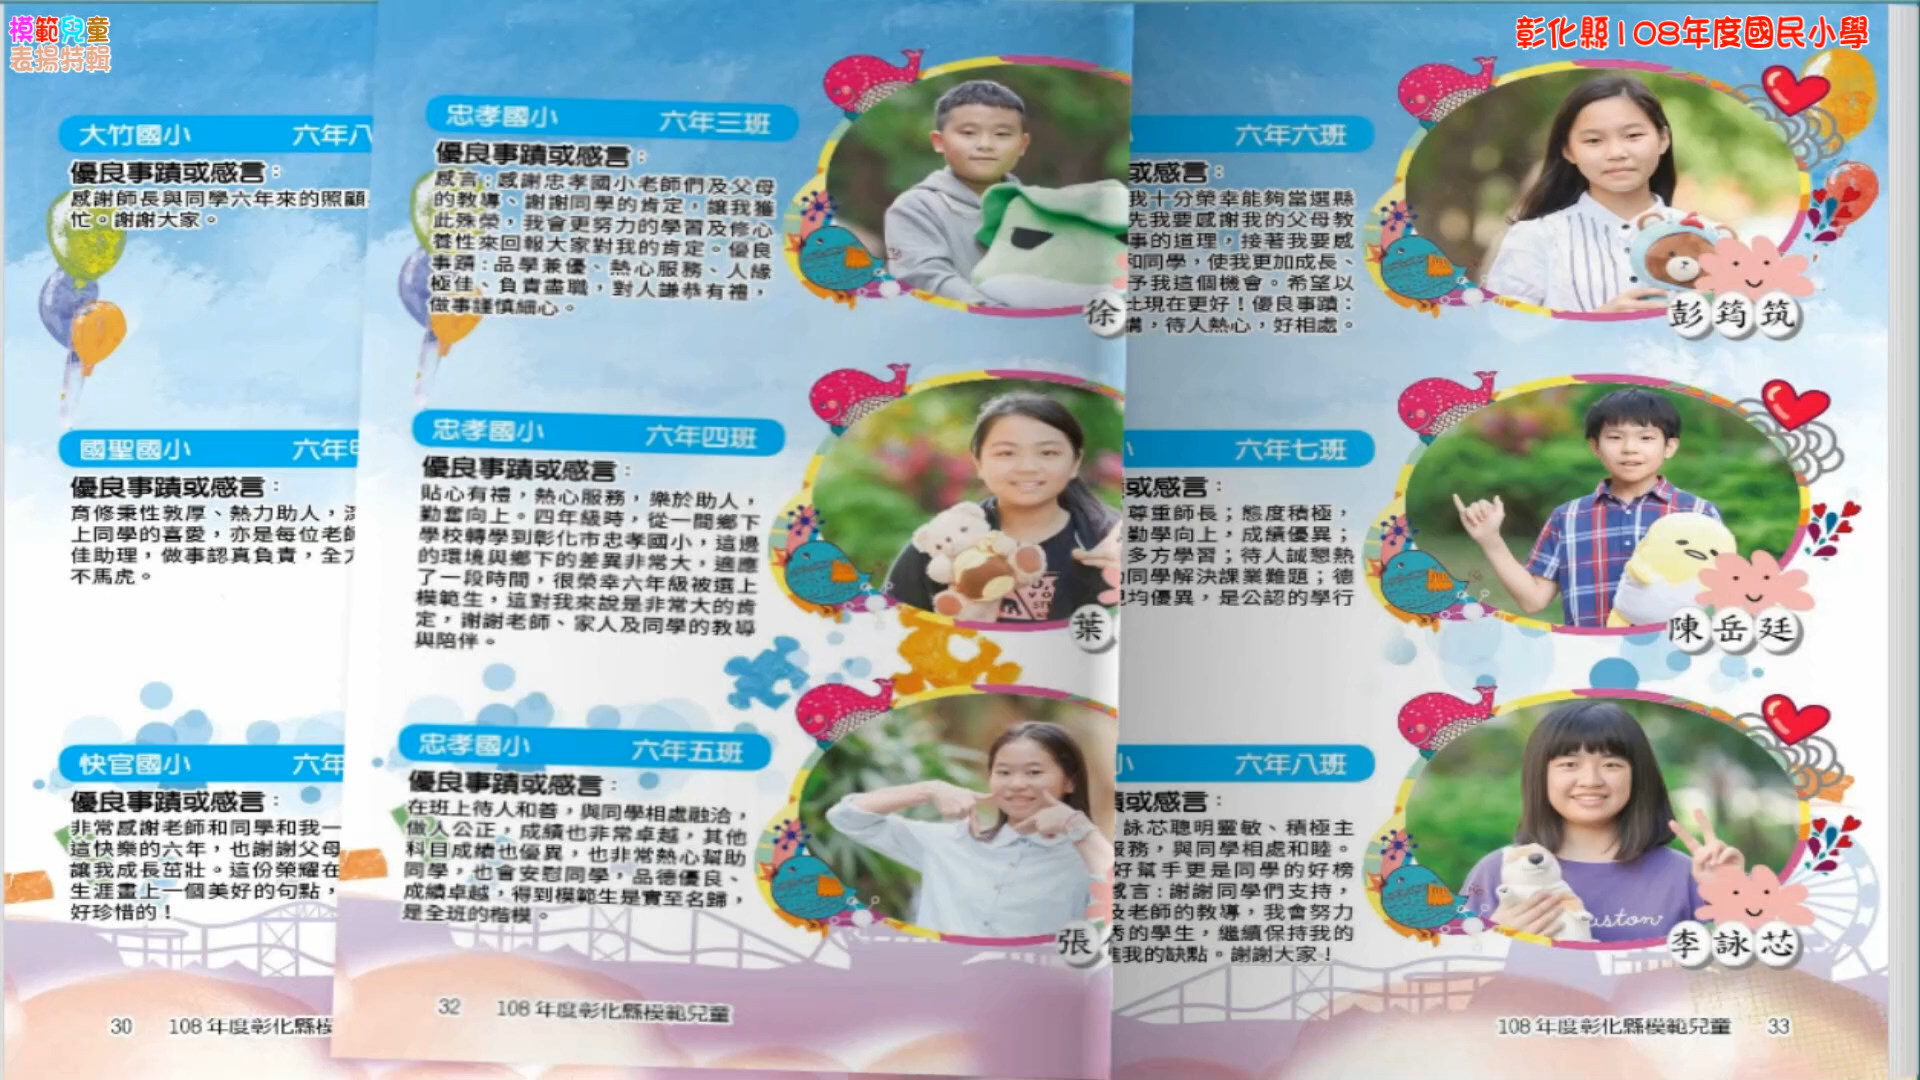 模範兒童
表揚特輯
彰化縣108年度國民小學
大竹國小 六年八
優良事蹟或感言：
感謝師長與同學六年來的照顧
忙。謝謝大家。
國聖國小 六年甲
優良事蹟或感言：
育修秉性敦厚、熱力助人，深
上同學的喜愛，亦是每位老師
佳助理，做事認真負責，全力
不馬虎。
快官國小 六年
優良事蹟或感言：
非常感謝老師和同學和我一
這快樂的六年，也謝謝父母
讓我成長茁壯。這份榮耀在
生涯畫上一個美好的句點，
好珍惜的！
30 108 年度彰化縣模
忠孝國小 六年三班
優良事蹟或感言：
感言：感謝忠孝國小老師們及父母
的教導、謝謝同學的肯定，讓我獲
此殊榮，我會更努力的學習及修心
養性來回報大家對我的肯定。優良
事蹟：品學兼優、熱心服務、人緣
極佳、負責盡職，對人謙恭有禮，
做事謹慎細心。
徐
忠孝國小 六年四班
優良事蹟或感言：
貼心有禮，熱心服務，樂於助人，
勤奮向上。四年級時，從一間鄉下
學校轉學到彰化市忠孝國小，這邊
的環境與鄉下的差異非常大，適應
了一段時間，很榮幸六年級被選上
模範生，這對我來說是非常大的肯
定，謝謝老師、家人及同學的教導
與陪伴。
葉
忠孝國小 六年五班
優良事蹟或感言：
在班上待人和善，與同學相處融洽，
做人公正，成績也非常卓越，其他
科目成績也優異，也非常熱心幫助
同學，也會安慰同學，品德優良、
成績卓越，得到模範生是實至名歸，
是全班的楷模。
張
32 108 年度彰化縣模範兒童
六年六班
或感言：
我十分榮幸能夠當選縣
先我要感謝我的父母教
事的道理，接著我要感
和同學，使我更加成長、
予我這個機會。希望以
比現在更好！優良事蹟：
，待人熱心，好相處。
彭筠筑
六年七班
或感言：
尊重師長；態度積極，
勤學向上，成績優異；
多方學習；待人誠懇熱
同學解決課業難題；德
均優異，是公認的學行
陳岳廷
小 六年八班
或感言：
詠芯聰明靈敏、積極主
服務，與同學相處和睦。
好幫手更是同學的好榜
感言：謝謝同學們支持，
及老師的教導，我會努力
秀的學生，繼續保持我的
進我的缺點。謝謝大家！
李詠芯
108 年度彰化縣模範兒童 33